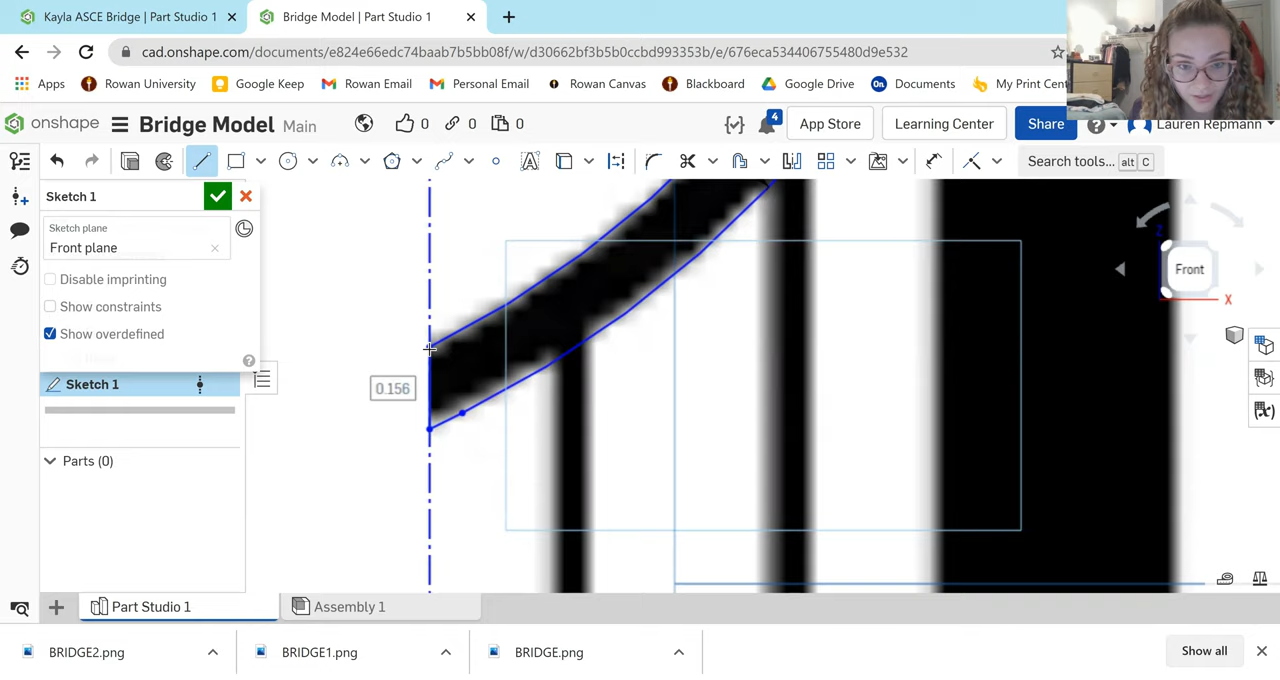 Kayla ASCE Bridge | Part Studio 1
Bridge Model | Part Studio 1
cad.onshape.com/documents/e824e66edc74baab7b5bb08f/w/d30662bf3b5b0ccbd993353b/e/676eca534406755480d9e532
Apps Rowan University Google Keep Rowan Email Personal Email Rowan Canvas Blackboard Google Drive On Documents My Print
onshape Bridge Model Main 4 App Store Learning Center Share Lauren Repmann
Search tools... alt C
Sketch 1
Sketch plane
Front plane
Disable imprinting
Show constraints
Show overdefined
Sketch 1
Parts (0)
0.156
Z
Front
X
Part Studio 1 Assembly 1
BRIDGE2.png BRIDGE1.png BRIDGE.png Show all